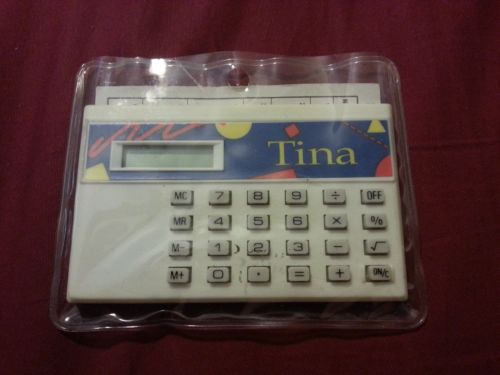 Tina
MC 7 8 9 ÷ OFF
MR 4 5 6 × %
M- 1 2 3 - √
M+ 0 · = + ON/C